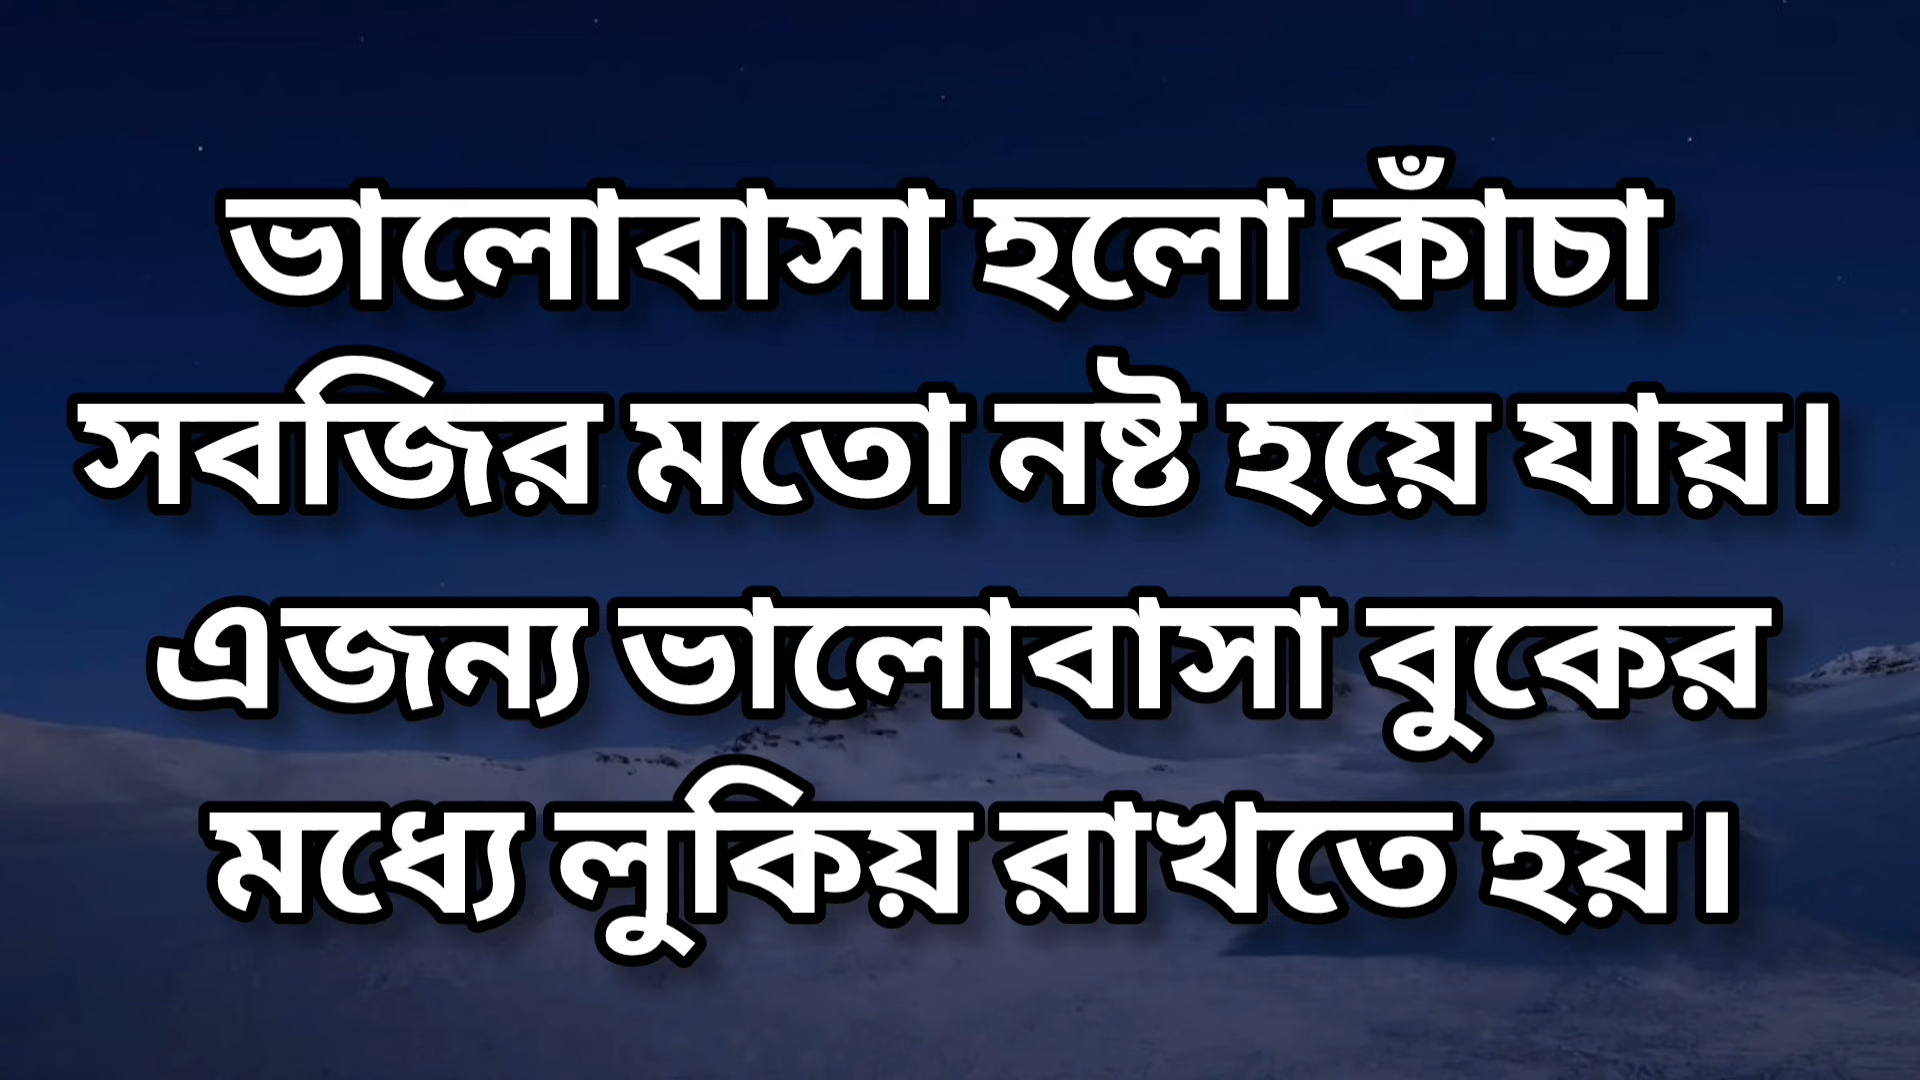 ভালোবাসা হলো কাঁচা
সবজির মতো নষ্ট হয়ে যায়।
এজন্য ভালোবাসা বুকের
মধ্যে লুকিয় রাখতে হয়।